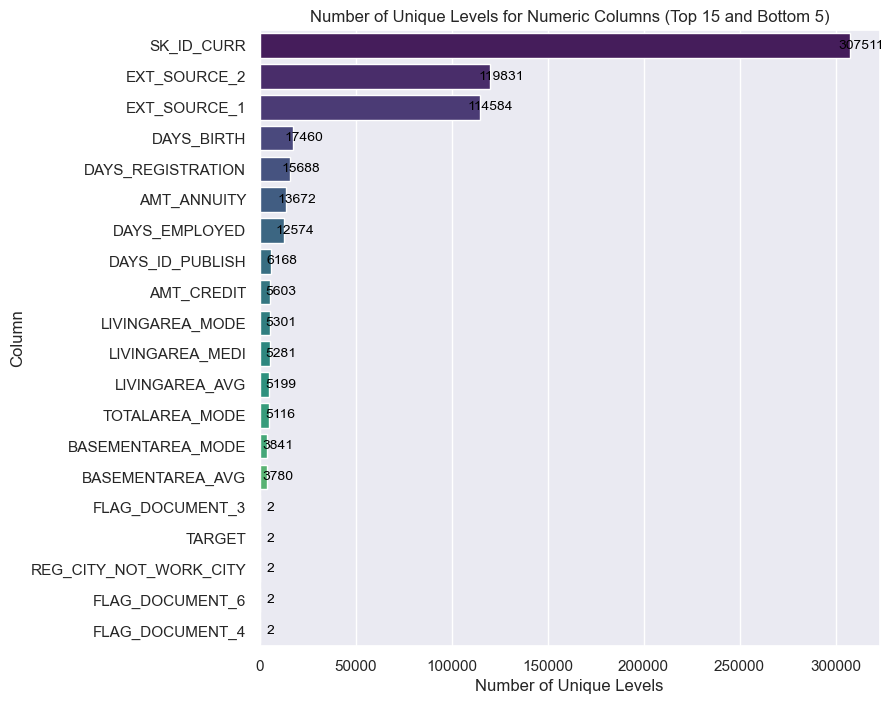 Number of Unique Levels for Numeric Columns (Top 15 and Bottom 5)
SK_ID_CURR 307511
EXT_SOURCE_2 119831
EXT_SOURCE_1 114584
DAYS_BIRTH 17460
DAYS_REGISTRATION 15688
AMT_ANNUITY 13672
DAYS_EMPLOYED 12574
DAYS_ID_PUBLISH 6168
AMT_CREDIT 5603
LIVINGAREA_MODE 5301
LIVINGAREA_MEDI 5281
LIVINGAREA_AVG 5199
TOTALAREA_MODE 5116
BASEMENTAREA_MODE 3841
BASEMENTAREA_AVG 3780
FLAG_DOCUMENT_3 2
TARGET 2
REG_CITY_NOT_WORK_CITY 2
FLAG_DOCUMENT_6 2
FLAG_DOCUMENT_4 2
Column
0 50000 100000 150000 200000 250000 300000
Number of Unique Levels